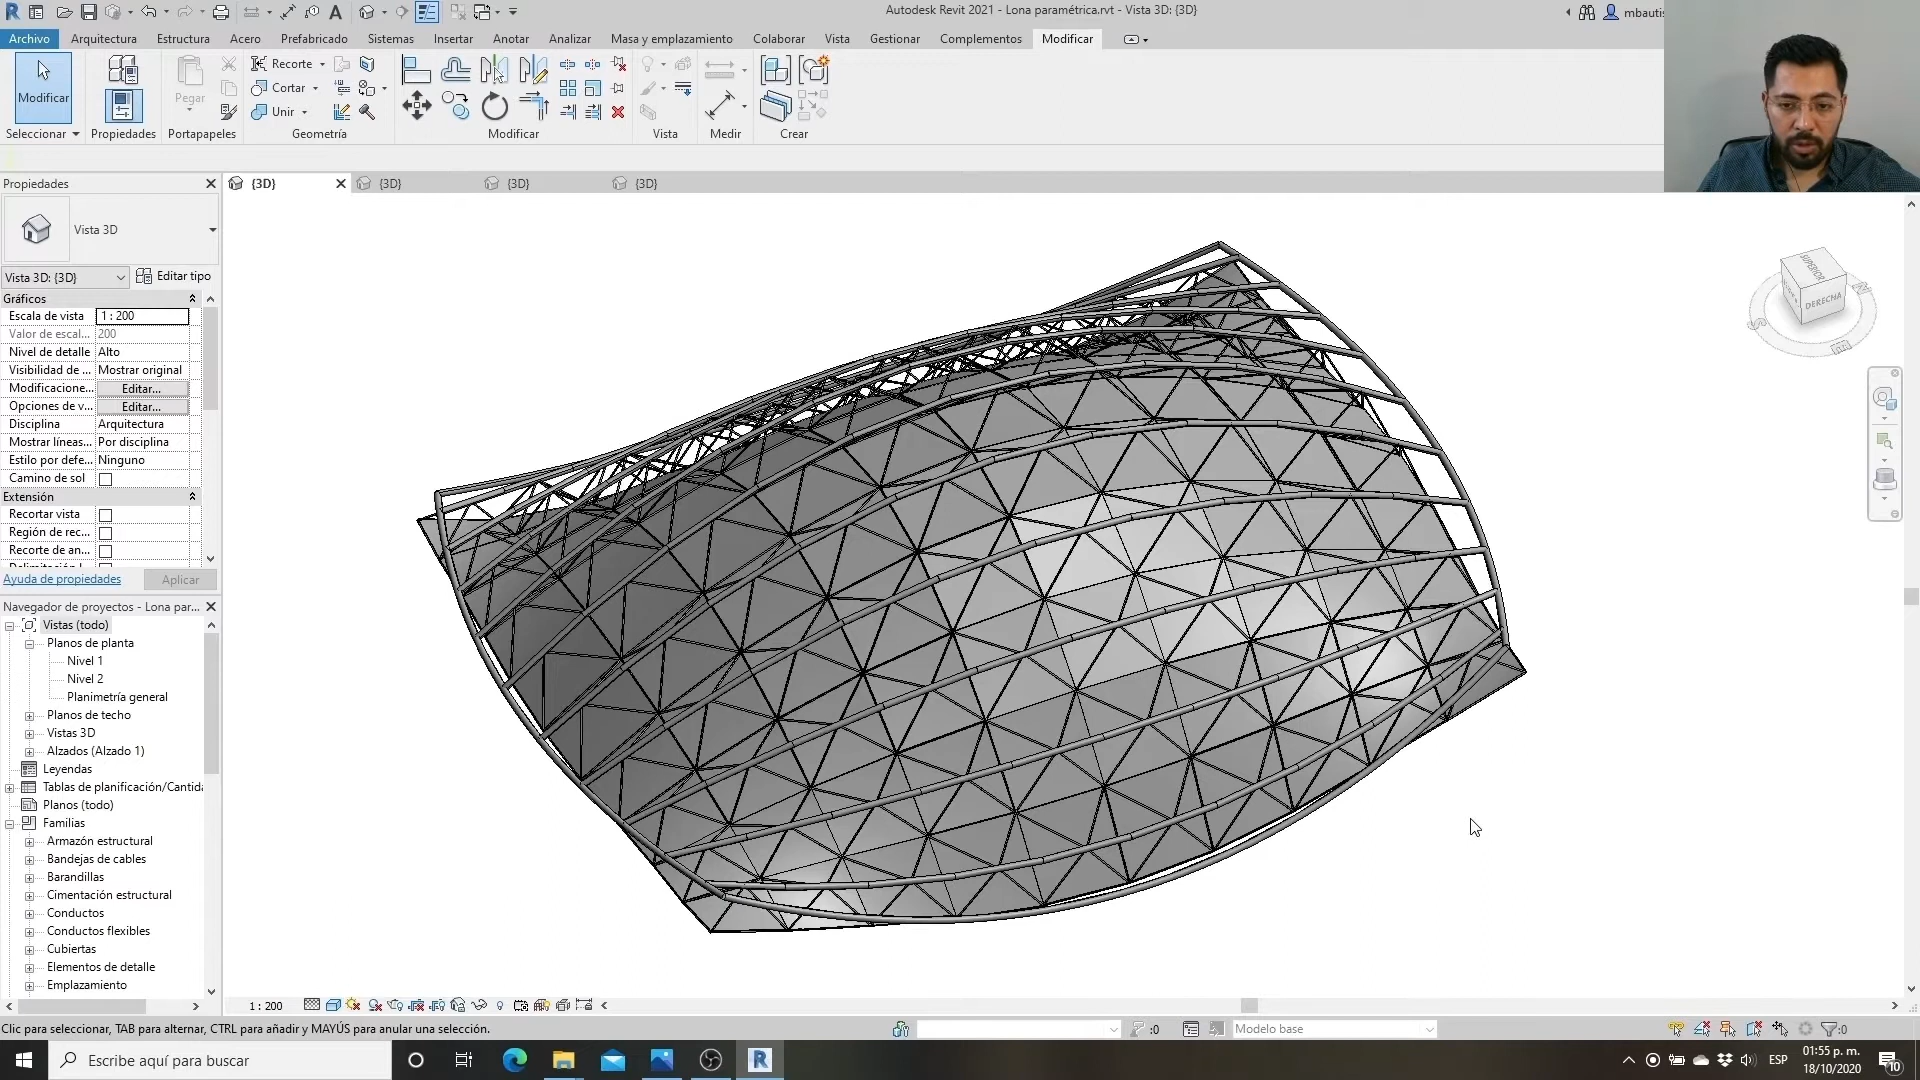 Autodesk Revit 2021 - Lona paramétrica.rvt - Vista 3D: {3D}
mbautis
Archivo Arquitectura Estructura Acero Prefabricado Sistemas Insertar Anotar Analizar Masa y emplazamiento Colaborar Vista Gestionar Complementos Modificar
Modificar
Pegar
Recorte
Cortar
Unir
Seleccionar Propiedades Portapapeles Geometría Modificar Vista Medir Crear
Propiedades
{3D} {3D} {3D} {3D}
Vista 3D
Vista 3D: {3D} Editar tipo
Gráficos
Escala de vista 1 : 200
Valor de escal... 200
Nivel de detalle Alto
Visibilidad de ... Mostrar original
Modificacione... Editar...
Opciones de v... Editar...
Disciplina Arquitectura
Mostrar líneas... Por disciplina
Estilo por defe... Ninguno
Camino de sol
Extensión
Recortar vista
Región de rec...
Recorte de an...
Ayuda de propiedades Aplicar
Navegador de proyectos - Lona par...
Vistas (todo)
Planos de planta
Nivel 1
Nivel 2
Planimetría general
Planos de techo
Vistas 3D
Alzados (Alzado 1)
Leyendas
Tablas de planificación/Cantida
Planos (todo)
Familias
Armazón estructural
Bandejas de cables
Barandillas
Cimentación estructural
Conductos
Conductos flexibles
Cubiertas
Elementos de detalle
Emplazamiento
SUPERIOR
DERECHA
1 : 200
Clic para seleccionar, TAB para alternar, CTRL para añadir y MAYÚS para anular una selección.
:0
Modelo base
:0
Escribe aquí para buscar
ESP
01:55 p. m.
18/10/2020
10